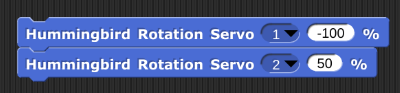 Hummingbird Rotation Servo 1 -100 %
Hummingbird Rotation Servo 2 50 %